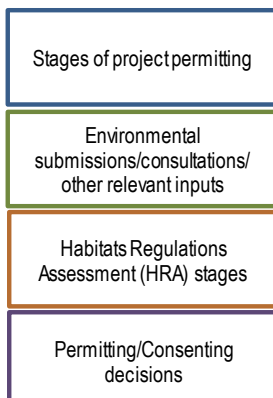 Stages of project permitting
Environmental
submissions/consultations/
other relevant inputs
Habitats Regulations
Assessment (HRA) stages
Permitting/Consenting
decisions